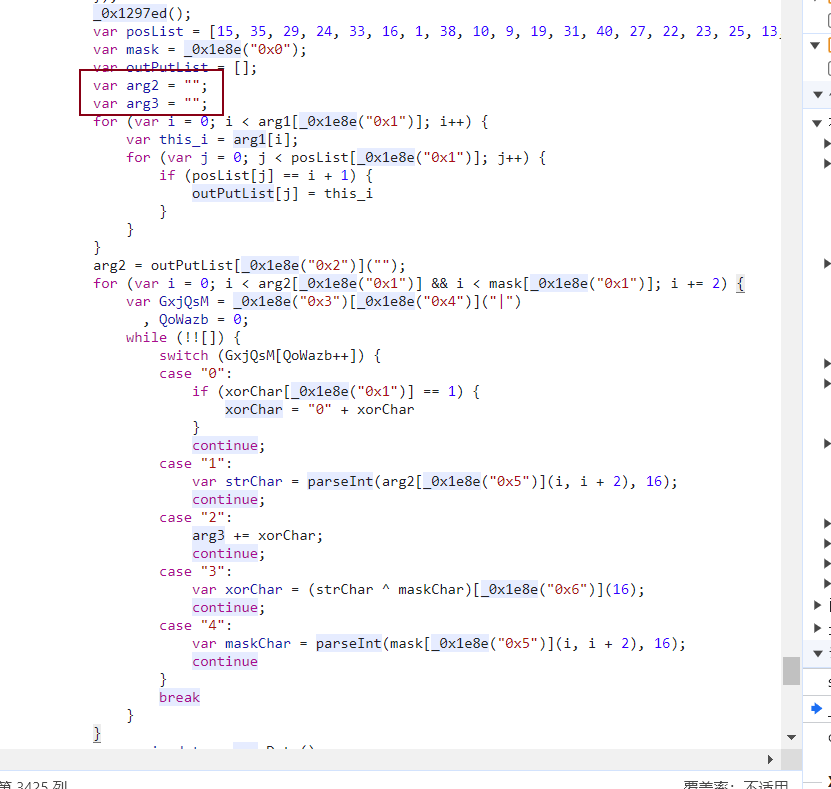 _0x1297ed();
var posList = [15, 35, 29, 24, 33, 16, 1, 38, 10, 9, 19, 31, 40, 27, 22, 23, 25, 13,
var mask = _0x1e8e("0x0");
var outPutList = [];
var arg2 = "";
var arg3 = "";
for (var i = 0; i < arg1[_0x1e8e("0x1")]; i++) {
var this_i = arg1[i];
for (var j = 0; j < posList[_0x1e8e("0x1")]; j++) {
if (posList[j] == i + 1) {
outPutList[j] = this_i
}
}
}
arg2 = outPutList[_0x1e8e("0x2")]("");
for (var i = 0; i < arg2[_0x1e8e("0x1")] && i < mask[_0x1e8e("0x1")]; i += 2) {
var GxjQsM = _0x1e8e("0x3")[_0x1e8e("0x4")]("|")
, QoWazb = 0;
while (!![]) {
switch (GxjQsM[QoWazb++]) {
case "0":
if (xorChar[_0x1e8e("0x1")] == 1) {
xorChar = "0" + xorChar
}
continue;
case "1":
var strChar = parseInt(arg2[_0x1e8e("0x5")](i, i + 2), 16);
continue;
case "2":
arg3 += xorChar;
continue;
case "3":
var xorChar = (strChar ^ maskChar)[_0x1e8e("0x6")](16);
continue;
case "4":
var maskChar = parseInt(mask[_0x1e8e("0x5")](i, i + 2), 16);
continue
}
break
}
}
第 3425 列
覆盖率：不适用